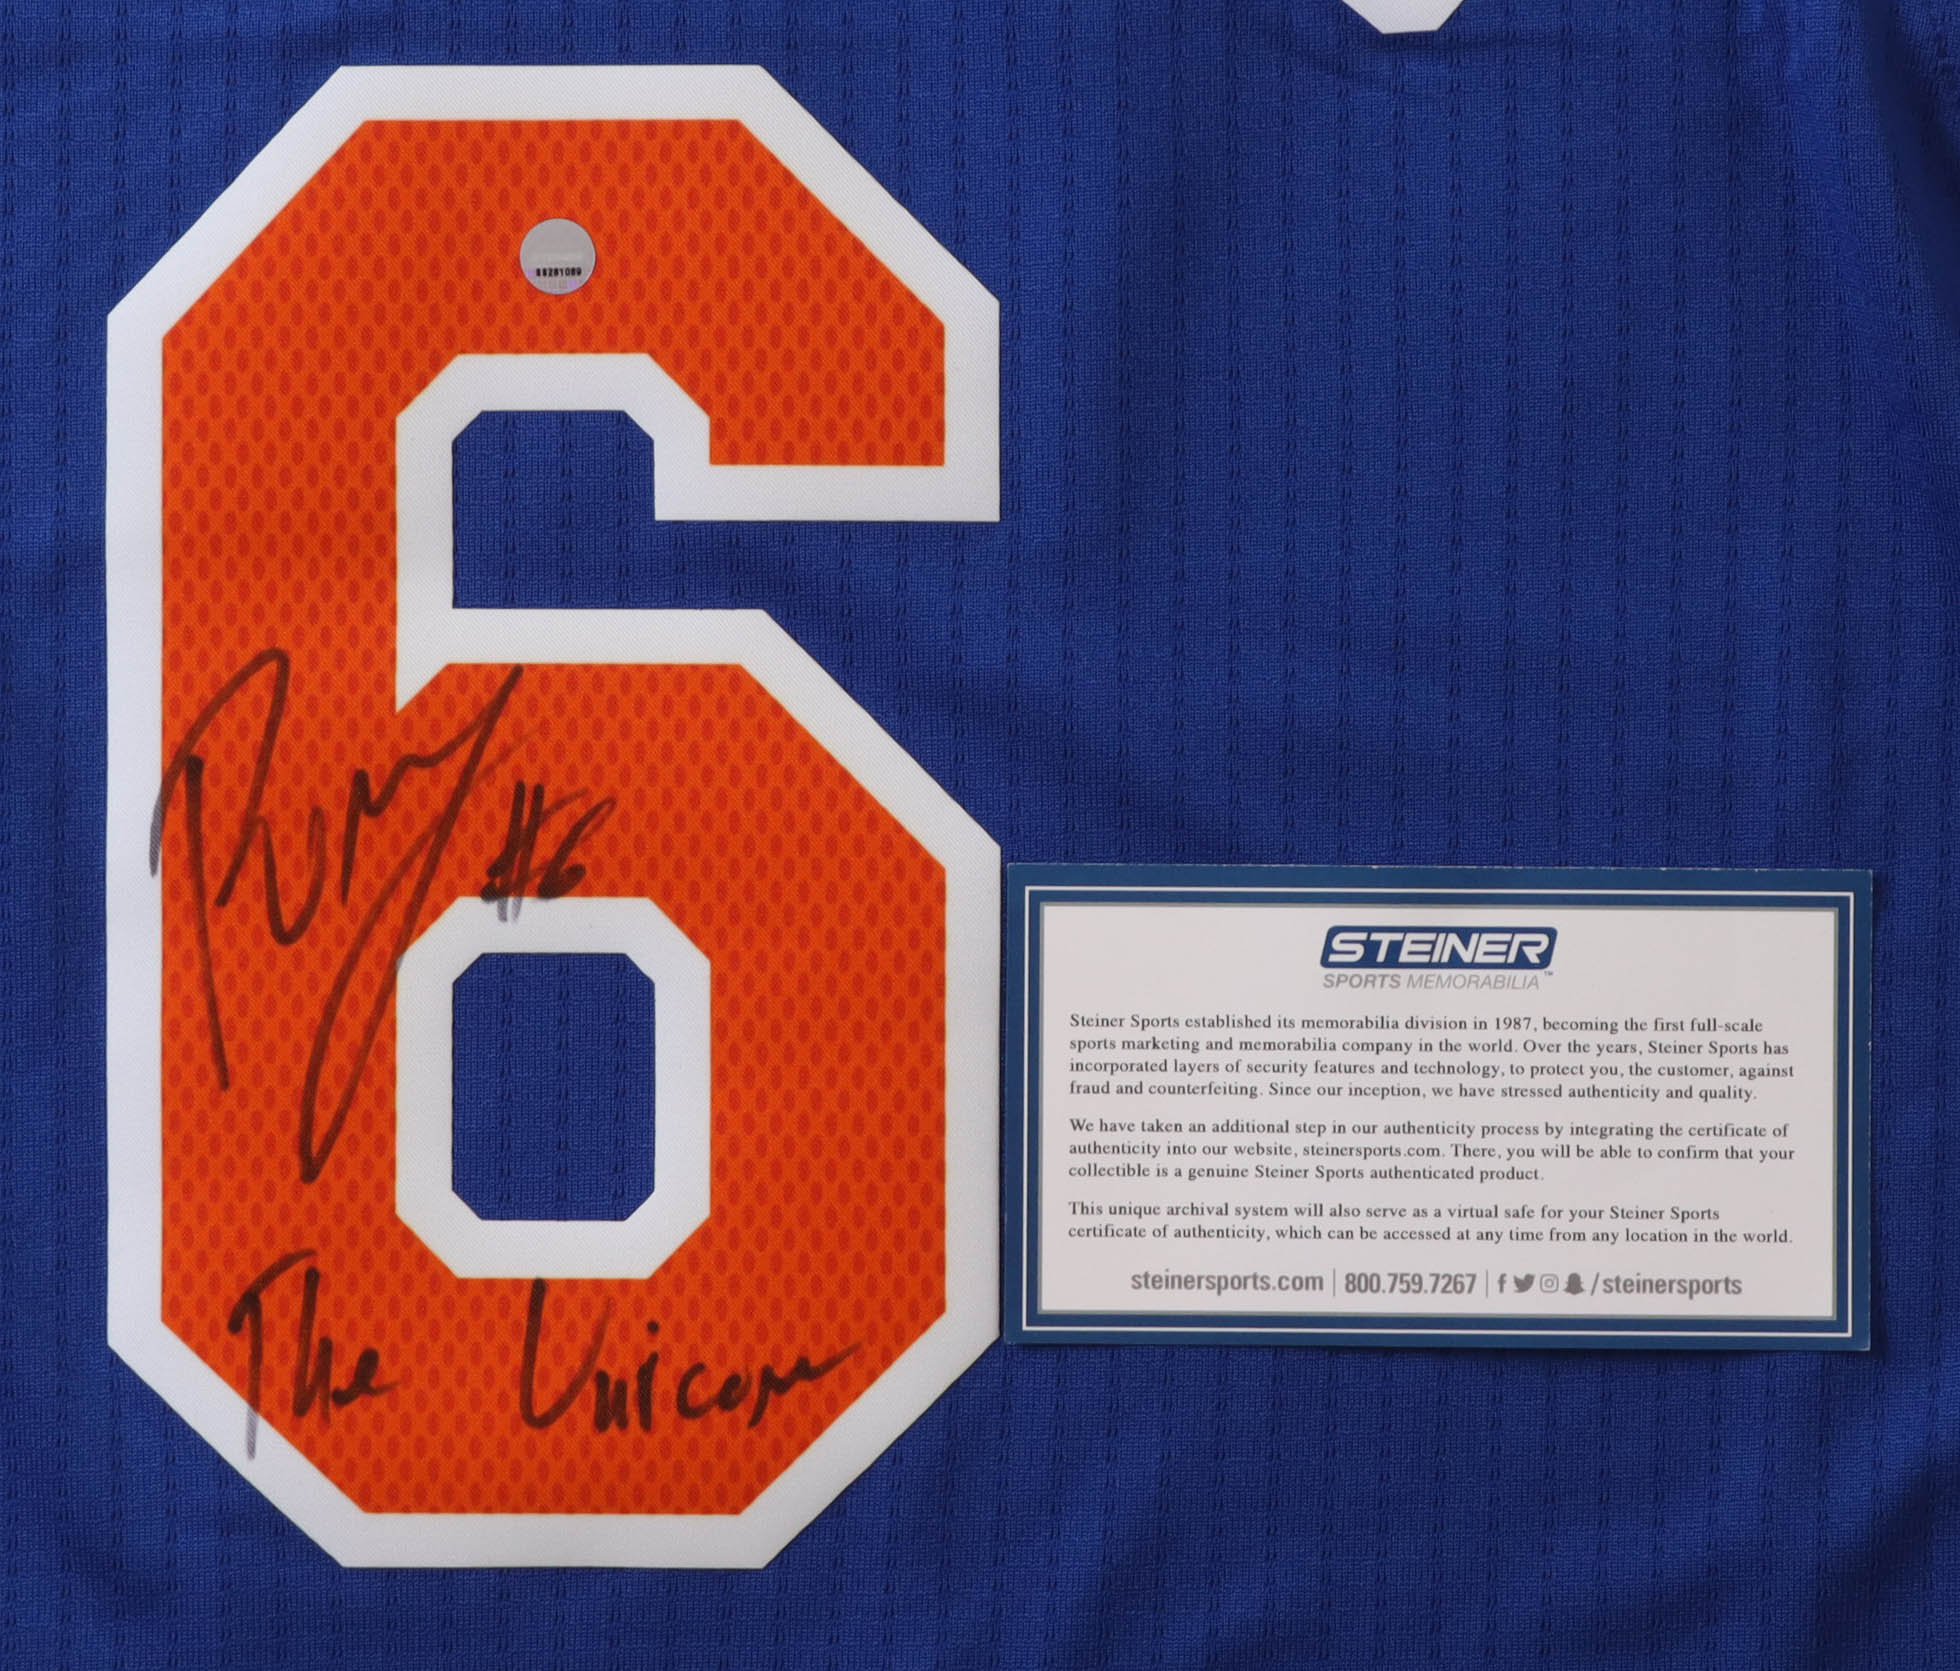 6
SS261089
#6
The Unicorn
STEINER
SPORTS MEMORABILIA™
Steiner Sports established its memorabilia division in 1987, becoming the first full-scale
sports marketing and memorabilia company in the world. Over the years, Steiner Sports has
incorporated layers of security features and technology, to protect you, the customer, against
fraud and counterfeiting. Since our inception, we have stressed authenticity and quality.
We have taken an additional step in our authenticity process by integrating the certificate of
authenticity into our website, steinersports.com. There, you will be able to confirm that your
collectible is a genuine Steiner Sports authenticated product.
This unique archival system will also serve as a virtual safe for your Steiner Sports
certificate of authenticity, which can be accessed at any time from any location in the world.
steinersports.com | 800.759.7267 | /steinersports